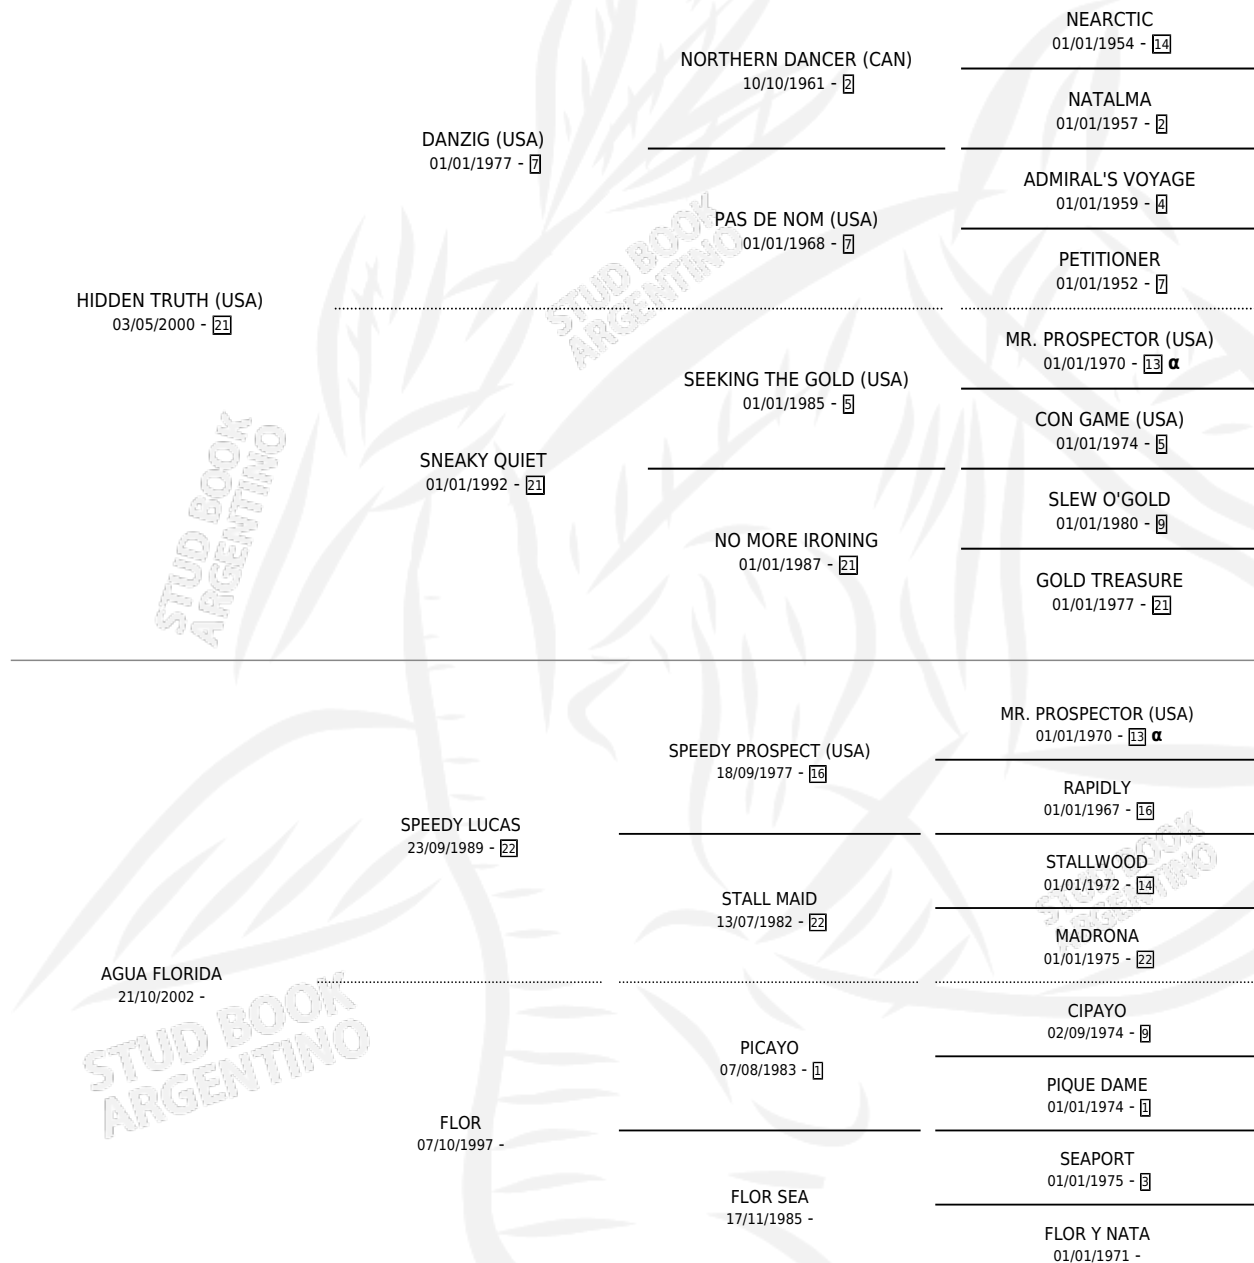 NEARCTIC
01/01/1954 - 14
NORTHERN DANCER (CAN)
10/10/1961 - 2
NATALMA
01/01/1957 - 2
DANZIG (USA)
01/01/1977 - 7
ADMIRAL'S VOYAGE
01/01/1959 - 4
PAS DE NOM (USA)
01/01/1968 - 7
PETITIONER
01/01/1952 - 7
HIDDEN TRUTH (USA)
03/05/2000 - 21
MR. PROSPECTOR (USA)
01/01/1970 - 13 α
SEEKING THE GOLD (USA)
01/01/1985 - 5
CON GAME (USA)
01/01/1974 - 5
SNEAKY QUIET
01/01/1992 - 21
SLEW O'GOLD
01/01/1980 - 9
NO MORE IRONING
01/01/1987 - 21
GOLD TREASURE
01/01/1977 - 21
MR. PROSPECTOR (USA)
01/01/1970 - 13 α
SPEEDY PROSPECT (USA)
18/09/1977 - 16
RAPIDLY
01/01/1967 - 16
SPEEDY LUCAS
23/09/1989 - 22
STALLWOOD
01/01/1972 - 14
STALL MAID
13/07/1982 - 22
MADRONA
01/01/1975 - 22
AGUA FLORIDA
21/10/2002 -
CIPAYO
02/09/1974 - 9
PICAYO
07/08/1983 - 1
PIQUE DAME
01/01/1974 - 1
FLOR
07/10/1997 -
SEAPORT
01/01/1975 - 3
FLOR SEA
17/11/1985 -
FLOR Y NATA
01/01/1971 -
STUD BOOK
ARGENTINO
STUD BOOK
ARGENTINO
STUD BOOK
ARGENTINO
STUD BOOK
ARGENTINO